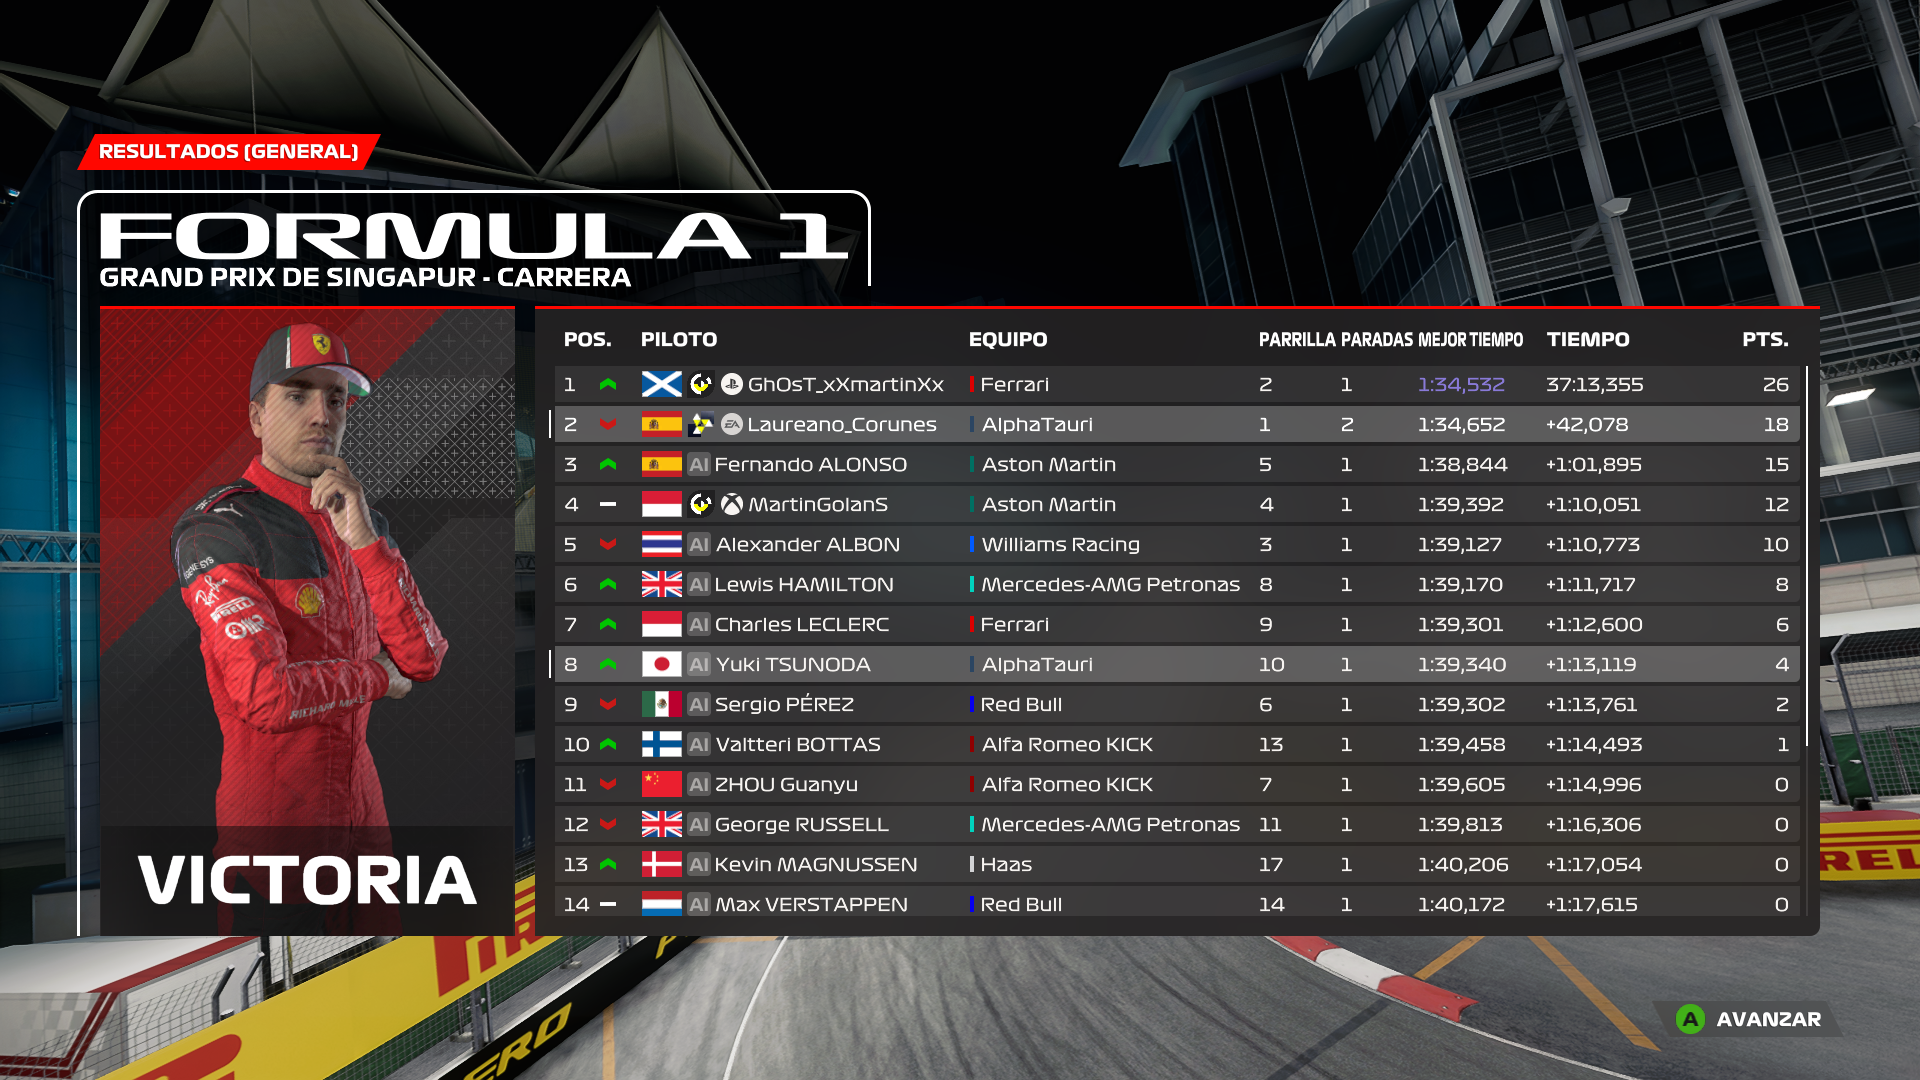 RESULTADOS (GENERAL)
FORMULA 1
GRAND PRIX DE SINGAPUR - CARRERA
POS. PILOTO EQUIPO PARRILLA PARADAS MEJOR TIEMPO TIEMPO PTS.
1 GhOsT_xXmartinXx Ferrari 2 1 1:34,532 37:13,355 26
2 EA Laureano_Corunes AlphaTauri 1 2 1:34,652 +42,078 18
3 AI Fernando ALONSO Aston Martin 5 1 1:38,844 +1:01,895 15
4 MartinGolanS Aston Martin 4 1 1:39,392 +1:10,051 12
5 AI Alexander ALBON Williams Racing 3 1 1:39,127 +1:10,773 10
6 AI Lewis HAMILTON Mercedes-AMG Petronas 8 1 1:39,170 +1:11,717 8
7 AI Charles LECLERC Ferrari 9 1 1:39,301 +1:12,600 6
8 AI Yuki TSUNODA AlphaTauri 10 1 1:39,340 +1:13,119 4
9 AI Sergio PÉREZ Red Bull 6 1 1:39,302 +1:13,761 2
10 AI Valtteri BOTTAS Alfa Romeo KICK 13 1 1:39,458 +1:14,493 1
11 AI ZHOU Guanyu Alfa Romeo KICK 7 1 1:39,605 +1:14,996 0
12 AI George RUSSELL Mercedes-AMG Petronas 11 1 1:39,813 +1:16,306 0
13 AI Kevin MAGNUSSEN Haas 17 1 1:40,206 +1:17,054 0
14 AI Max VERSTAPPEN Red Bull 14 1 1:40,172 +1:17,615 0
GENESYS
Ray-Ban
PIRELLI
RICHARD MILLE
VICTORIA
A AVANZAR